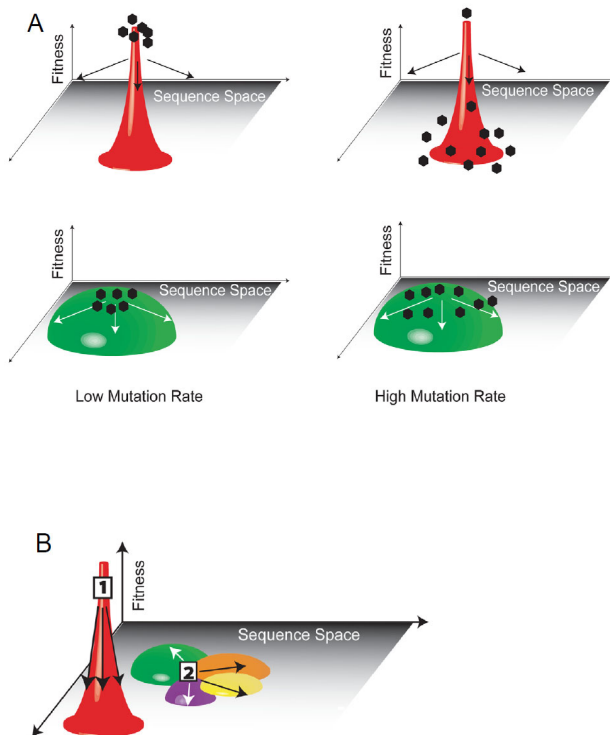 A
Fitness
Sequence Space
Fitness
Sequence Space
Fitness
Sequence Space
Fitness
Sequence Space
Low Mutation Rate
High Mutation Rate
B
1
Fitness
Sequence Space
2